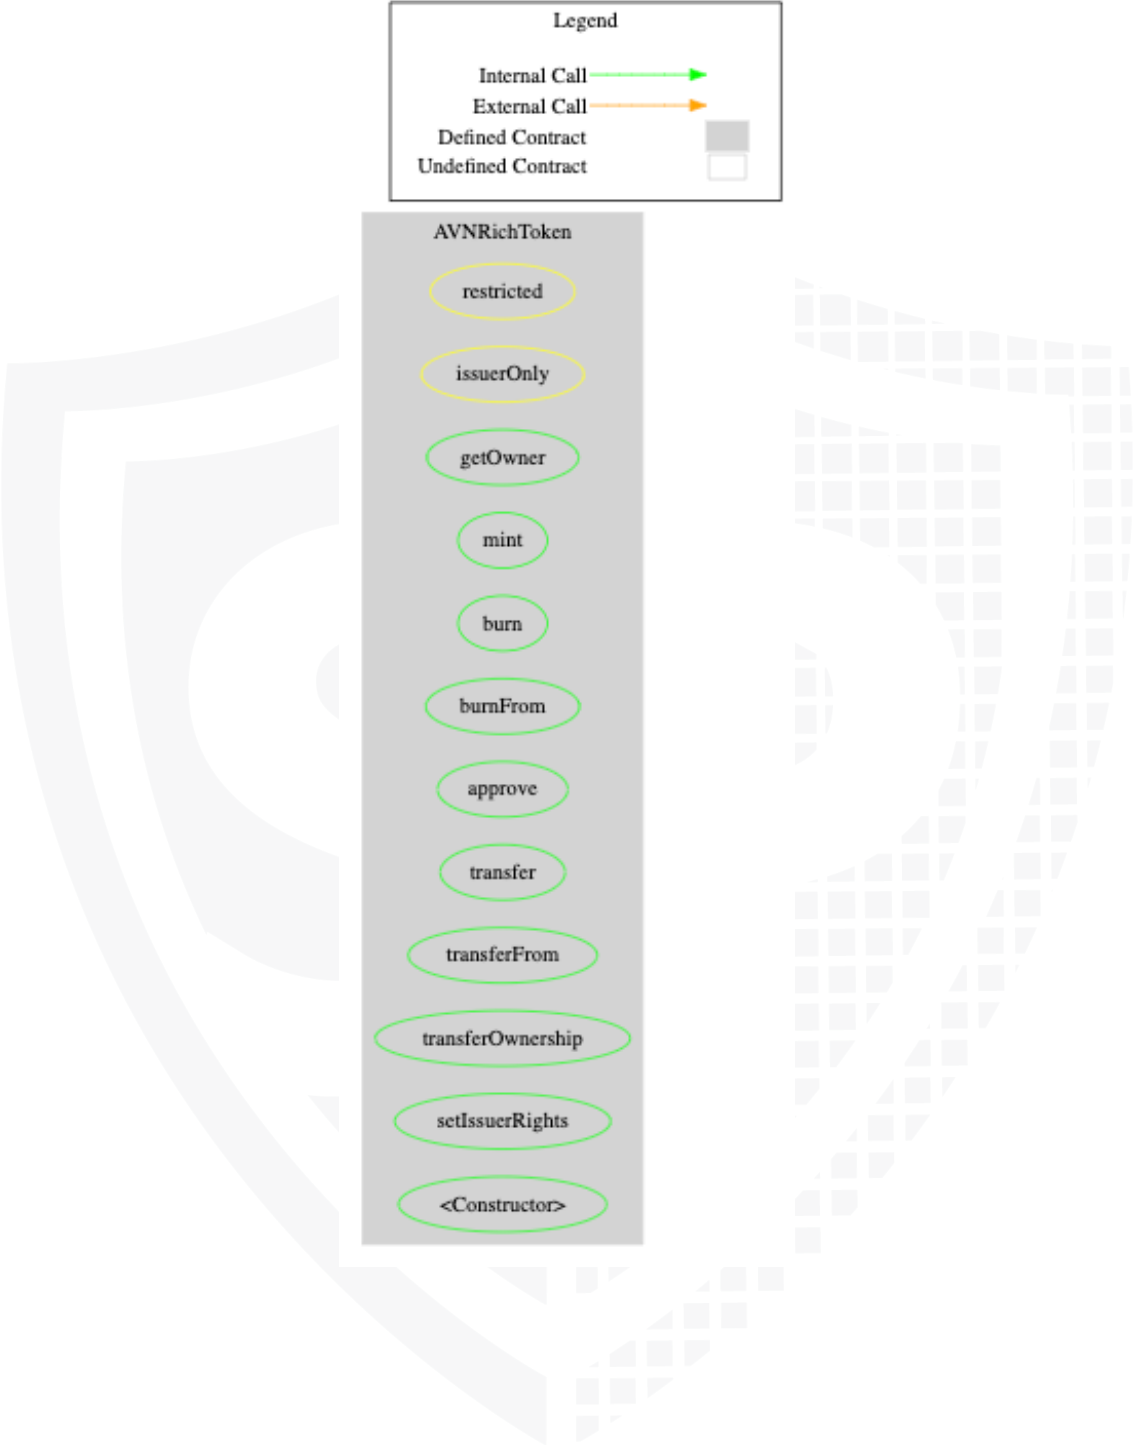 Legend
Internal Call
External Call
Defined Contract
Undefined Contract
AVNRichToken
restricted
issuerOnly
getOwner
mint
burn
burnFrom
approve
transfer
transferFrom
transferOwnership
setIssuerRights
<Constructor>